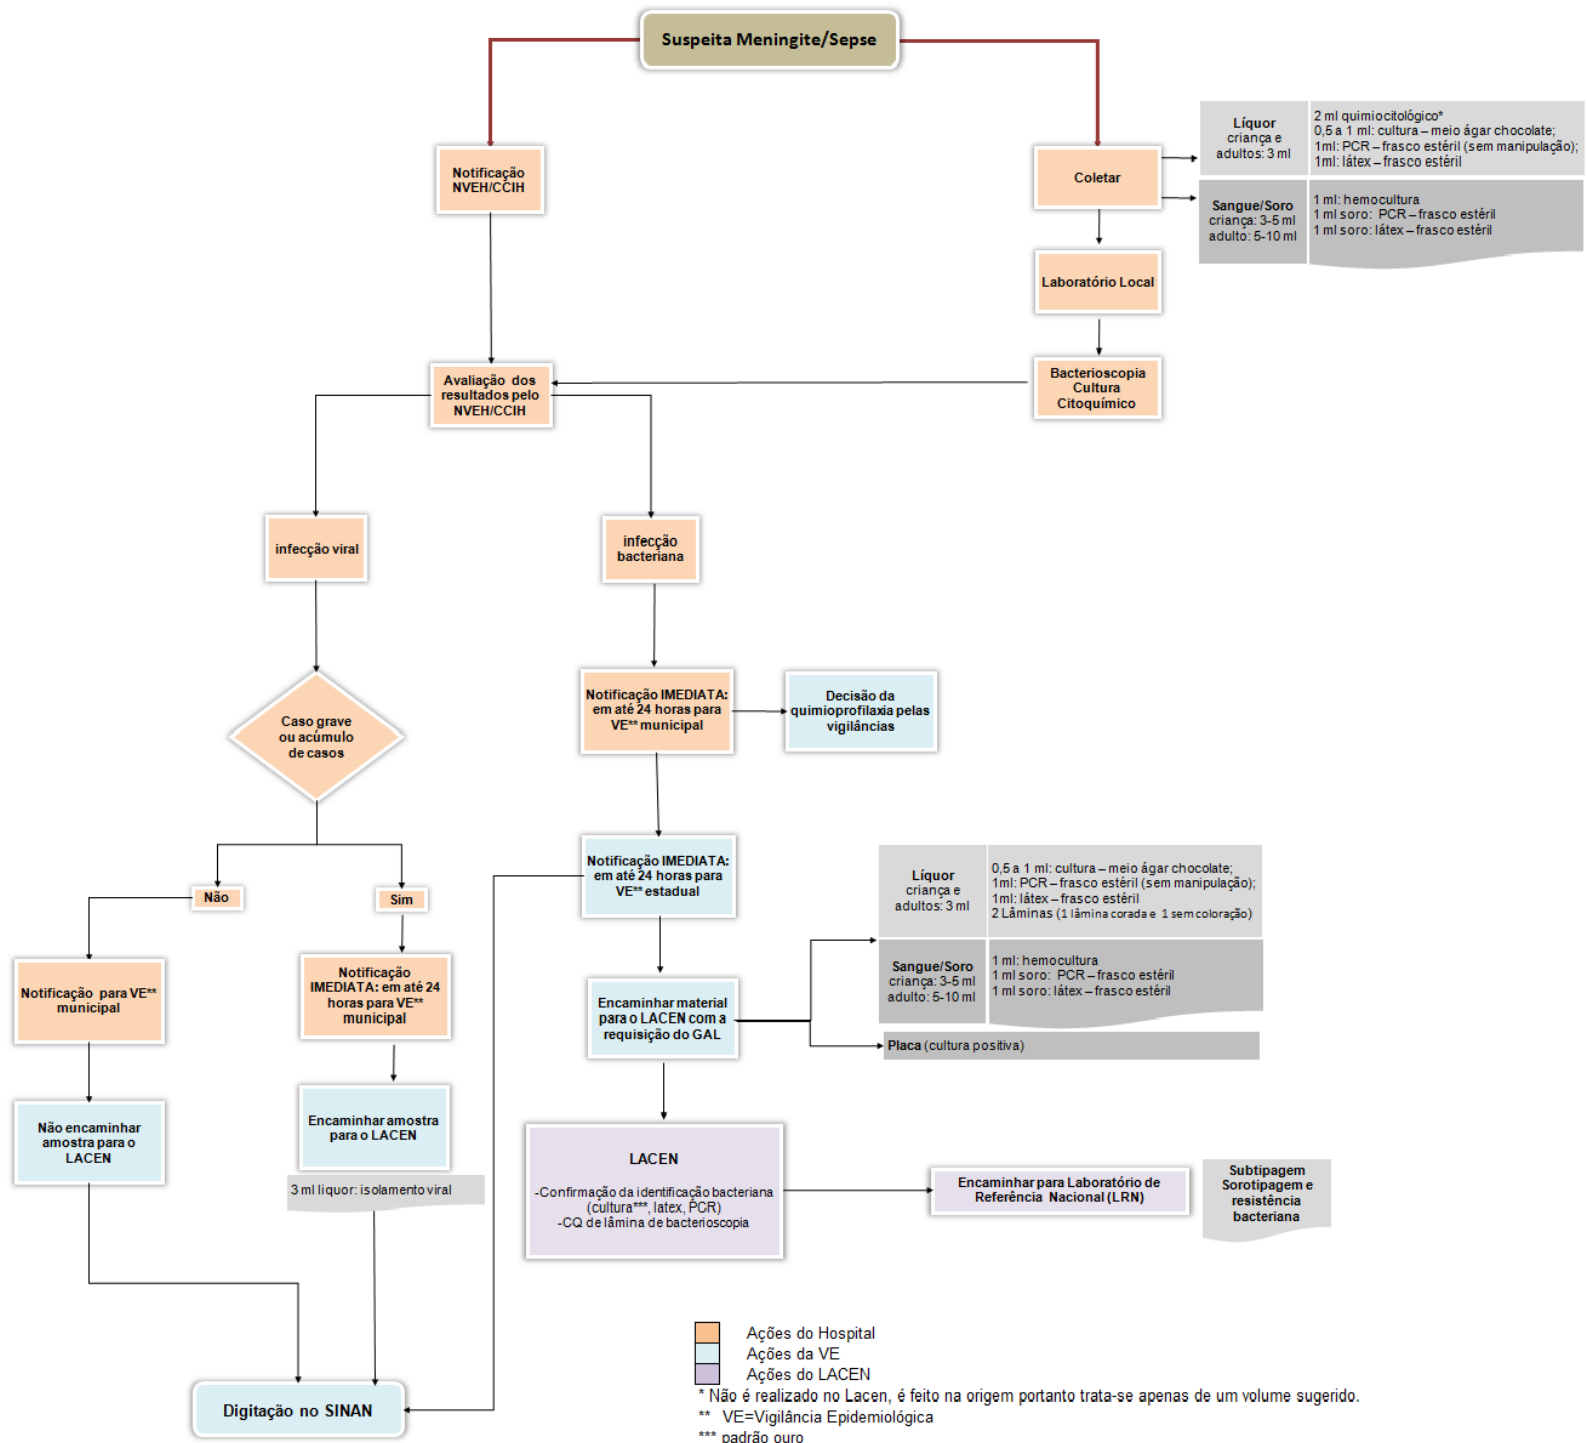 Suspeita Meningite/Sepse
Notificação
NVEH/CCIH
Coletar
Líquor
criança e
adultos: 3 ml
2 ml quimiocitológico*
0,5 a 1 ml: cultura – meio ágar chocolate;
1ml: PCR – frasco estéril (sem manipulação);
1ml: látex – frasco estéril
Sangue/Soro
criança: 3-5 ml
adulto: 5-10 ml
1 ml: hemocultura
1 ml soro: PCR – frasco estéril
1 ml soro: látex – frasco estéril
Laboratório Local
Bacterioscopia
Cultura
Citoquímico
Avaliação dos
resultados pelo
NVEH/CCIH
infecção viral
infecção
bacteriana
Caso grave
ou acúmulo
de casos
Notificação IMEDIATA:
em até 24 horas para
VE** municipal
Decisão da
quimioprofilaxia pelas
vigilâncias
Não
Sim
Notificação IMEDIATA:
em até 24 horas para
VE** estadual
Líquor
criança e
adultos: 3 ml
0,5 a 1 ml: cultura – meio ágar chocolate;
1ml: PCR – frasco estéril (sem manipulação);
1ml: látex – frasco estéril
2 Lâminas (1 lâmina corada e 1 sem coloração)
Sangue/Soro
criança: 3-5 ml
adulto: 5-10 ml
1 ml: hemocultura
1 ml soro: PCR – frasco estéril
1 ml soro: látex – frasco estéril
Placa (cultura positiva)
Notificação para VE**
municipal
Notificação
IMEDIATA: em até 24
horas para VE**
municipal
Encaminhar material
para o LACEN com a
requisição do GAL
Não encaminhar
amostra para o
LACEN
Encaminhar amostra
para o LACEN
3 ml liquor: isolamento viral
LACEN
-Confirmação da identificação bacteriana
(cultura***, latex, PCR)
-CQ de lâmina de bacterioscopia
Encaminhar para Laboratório de
Referência Nacional (LRN)
Subtipagem
Sorotipagem e
resistência
bacteriana
Digitação no SINAN
Ações do Hospital
Ações da VE
Ações do LACEN
* Não é realizado no Lacen, é feito na origem portanto trata-se apenas de um volume sugerido.
** VE=Vigilância Epidemiológica
*** padrão ouro